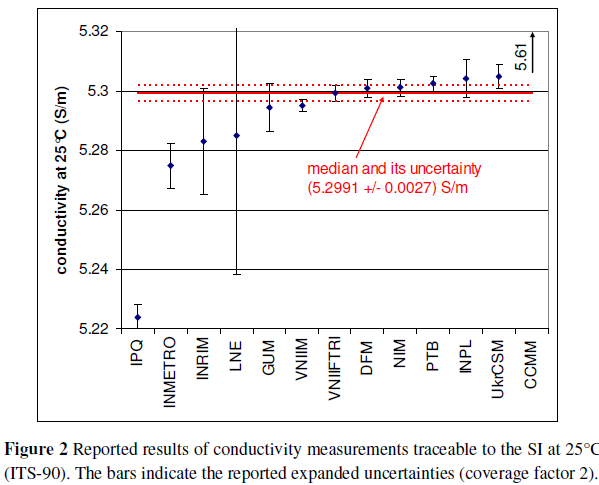 5.32
5.3
5.28
5.26
5.24
5.22
conductivity at 25°C (S/m)
5.61
median and its uncertainty
(5.2991 +/- 0.0027) S/m
IPQ
INMETRO
INRIM
LNE
GUM
VNIIM
VNIIFTRI
DFM
NIM
PTB
INPL
UkrCSM
CCMM
Figure 2 Reported results of conductivity measurements traceable to the SI at 25°C
(ITS-90). The bars indicate the reported expanded uncertainties (coverage factor 2).